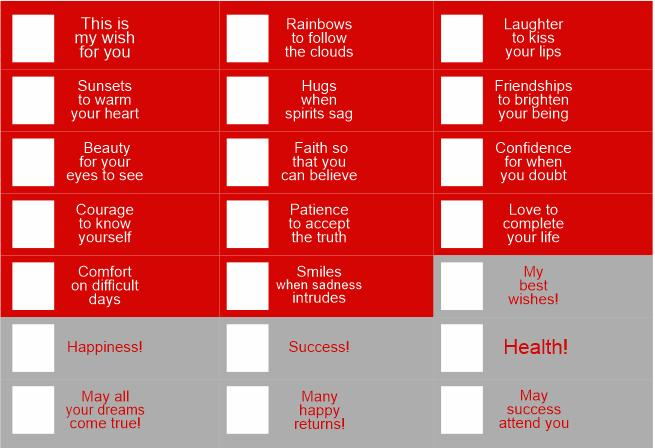 This is
my wish
for you
Rainbows
to follow
the clouds
Laughter
to kiss
your lips
Sunsets
to warm
your heart
Hugs
when
spirits sag
Friendships
to brighten
your being
Beauty
for your
eyes to see
Faith so
that you
can believe
Confidence
for when
you doubt
Courage
to know
yourself
Patience
to accept
the truth
Love to
complete
your life
Comfort
on difficult
days
Smiles
when sadness
intrudes
My
best
wishes!
Happiness!
Success!
Health!
May all
your dreams
come true!
Many
happy
returns!
May
success
attend you